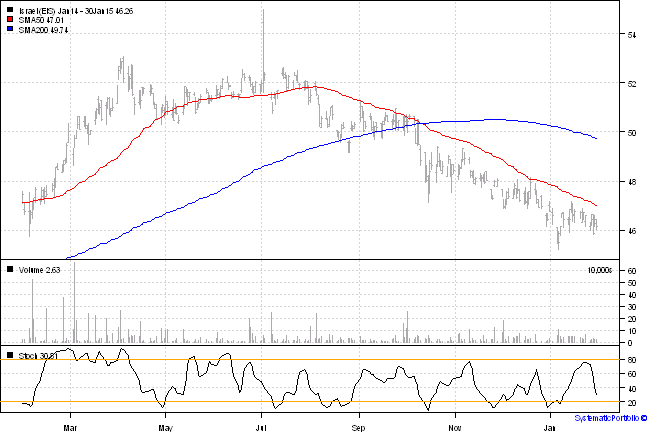 Israel(EIS) Jan14 - 30Jan15 46.26
SMA50 47.01
SMA200 49.74
54
52
50
48
46
Volume 2.63
10,000s
60
50
40
30
20
10
0
Stoch 30.81
80
60
40
20
Mar
May
Jul
Sep
Nov
Jan
SystematicPortfolio ©